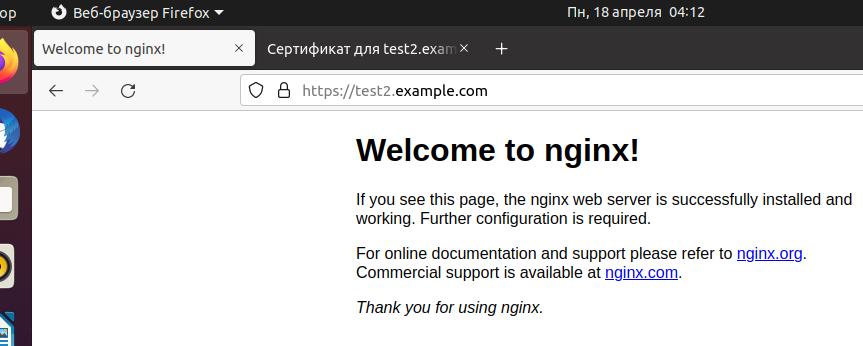 ор
Веб-браузер Firefox
Пн, 18 апреля 04:12
Welcome to nginx!
Сертификат для test2.exam
https://test2.example.com
Welcome to nginx!
If you see this page, the nginx web server is successfully installed and
working. Further configuration is required.
For online documentation and support please refer to nginx.org.
Commercial support is available at nginx.com.
Thank you for using nginx.